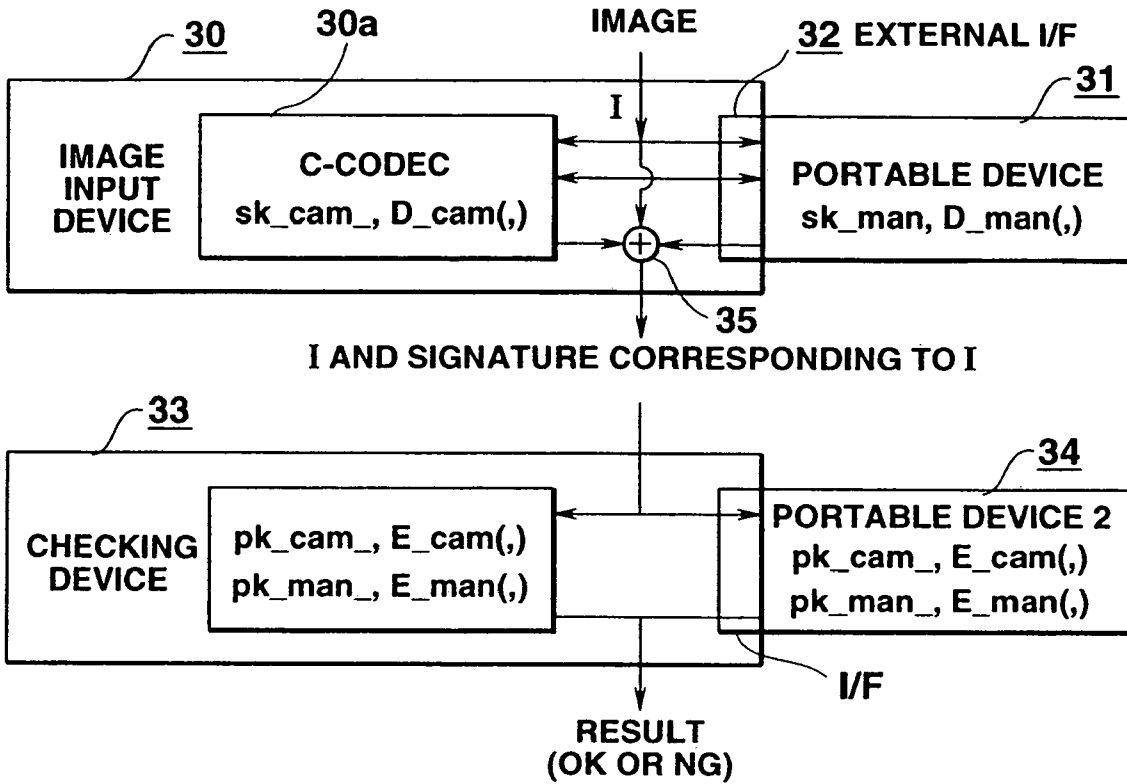 30
30a
IMAGE
32 EXTERNAL I/F
31
I
IMAGE
INPUT
DEVICE
C-CODEC
sk_cam_, D_cam(,)
PORTABLE DEVICE
sk_man, D_man(,)
35
I AND SIGNATURE CORRESPONDING TO I
33
34
CHECKING
DEVICE
pk_cam_, E_cam(,)
pk_man_, E_man(,)
PORTABLE DEVICE 2
pk_cam_, E_cam(,)
pk_man_, E_man(,)
I/F
RESULT
(OK OR NG)